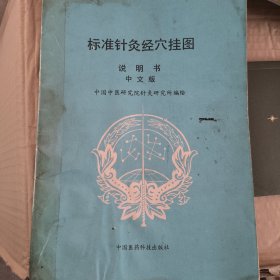 标准针灸经穴挂图
说明书
中文版
中国中医研究院针灸研究所编绘
中国医药科技出版社